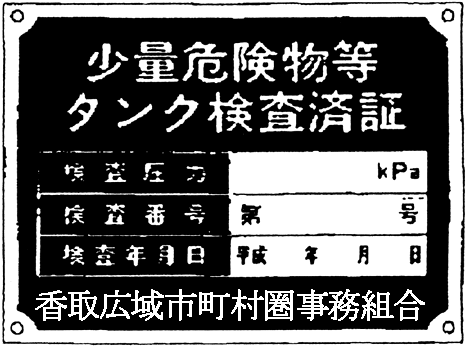 少量危険物等
タンク検査済証
検査圧力 kPa
検査番号 第 号
検査年月日 平成 年 月 日
香取広域市町村圏事務組合